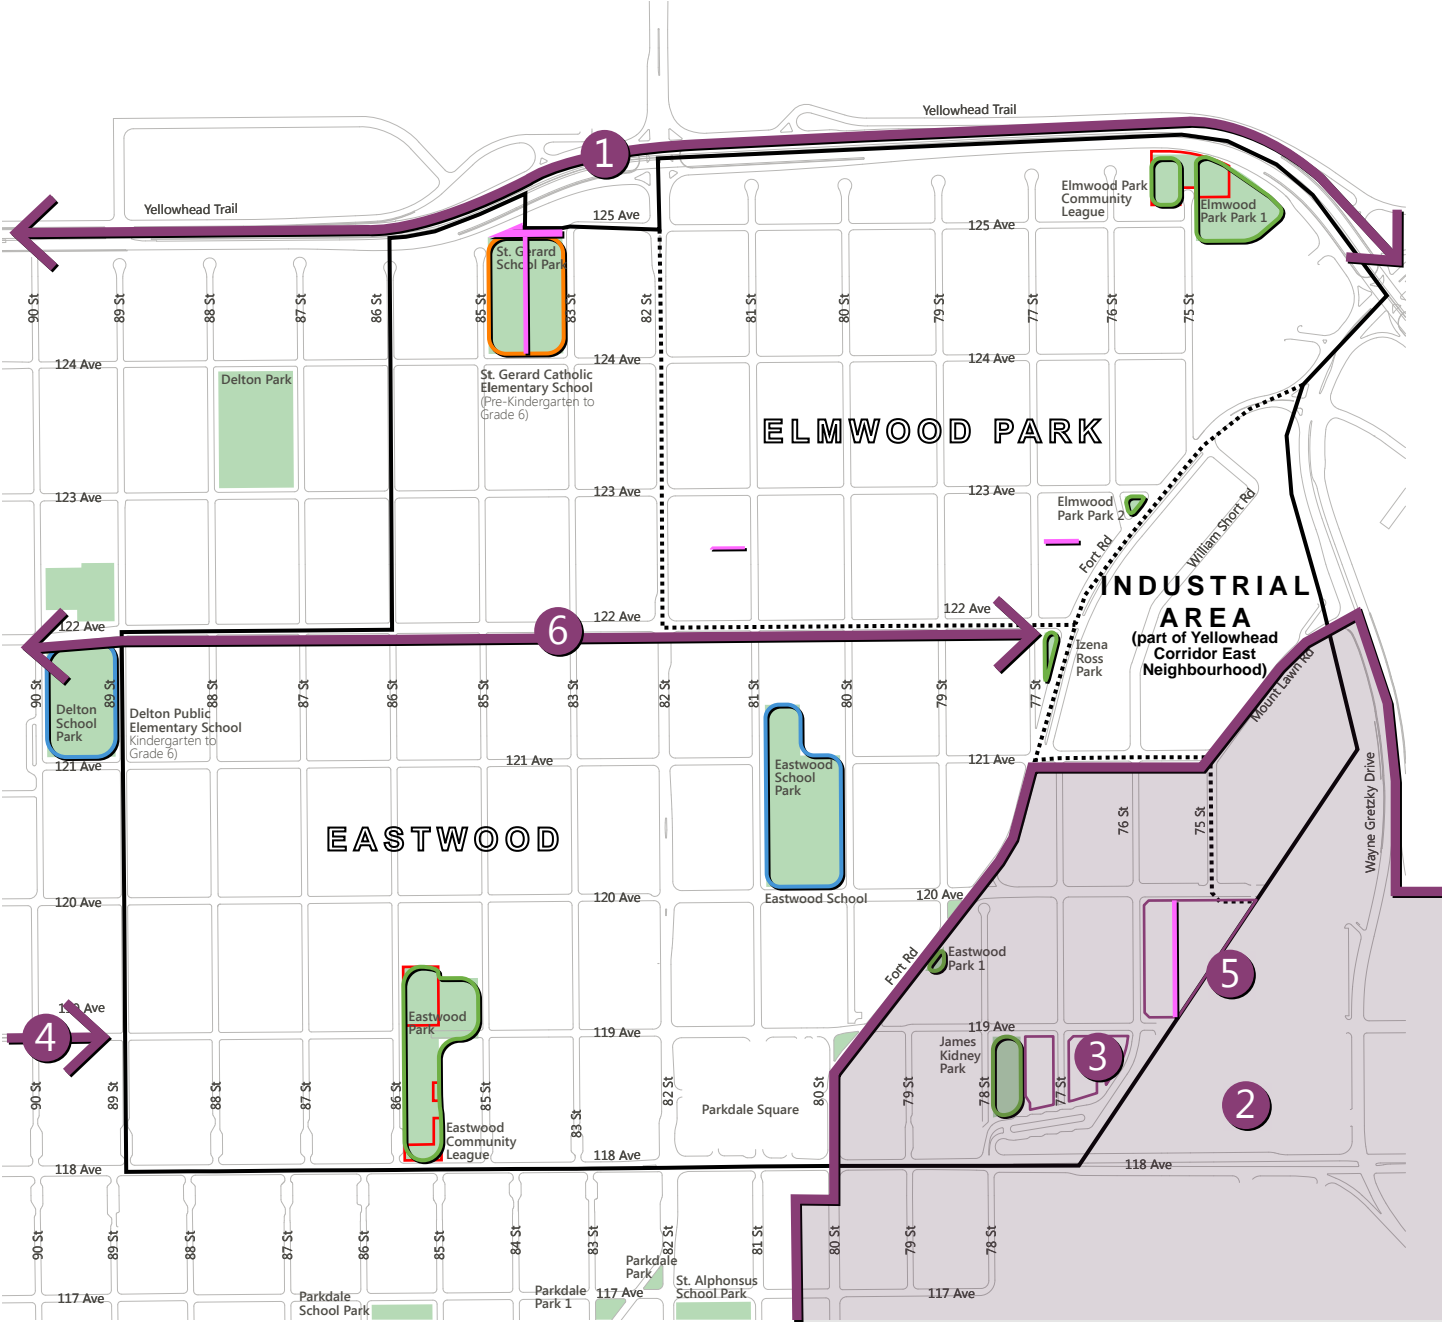 Yellowhead Trail
1
Elmwood Park
Community
League
Elmwood
Park Park 1
Yellowhead Trail
125 Ave
125 Ave
St. Gerard
School Park
90 St
89 St
88 St
87 St
86 St
85 St
83 St
82 St
81 St
80 St
79 St
77 St
76 St
75 St
124 Ave
124 Ave
124 Ave
Delton Park
St. Gerard Catholic
Elementary School
(Pre-Kindergarten to
Grade 6)
ELMWOOD PARK
123 Ave
123 Ave
123 Ave
Elmwood
Park Park 2
William Short Rd
Fort Rd
INDUSTRIAL
AREA
(part of Yellowhead
Corridor East
Neighbourhood)
122 Ave
122 Ave
122 Ave
6
Izena
Ross
Park
Mount Lawn Rd
90 St
89 St
88 St
87 St
86 St
85 St
83 St
82 St
81 St
80 St
79 St
77 St
Delton
School
Park
Delton Public
Elementary School
Kindergarten to
Grade 6)
121 Ave
121 Ave
121 Ave
Eastwood
School
Park
76 St
75 St
Wayne Gretzky Drive
EASTWOOD
120 Ave
120 Ave
120 Ave
Eastwood School
Fort Rd
Eastwood
Park 1
5
119 Ave
119 Ave
119 Ave
Eastwood
Park
4
James
Kidney
Park
3
2
90 St
89 St
88 St
87 St
86 St
85 St
83 St
82 St
80 St
79 St
78 St
77 St
Parkdale Square
Eastwood
Community
League
118 Ave
118 Ave
118 Ave
90 St
89 St
88 St
87 St
86 St
85 St
84 St
83 St
82 St
81 St
80 St
79 St
78 St
Parkdale
Park
St. Alphonsus
School Park
Parkdale
School Park
Parkdale
Park 1
117 Ave
117 Ave
117 Ave